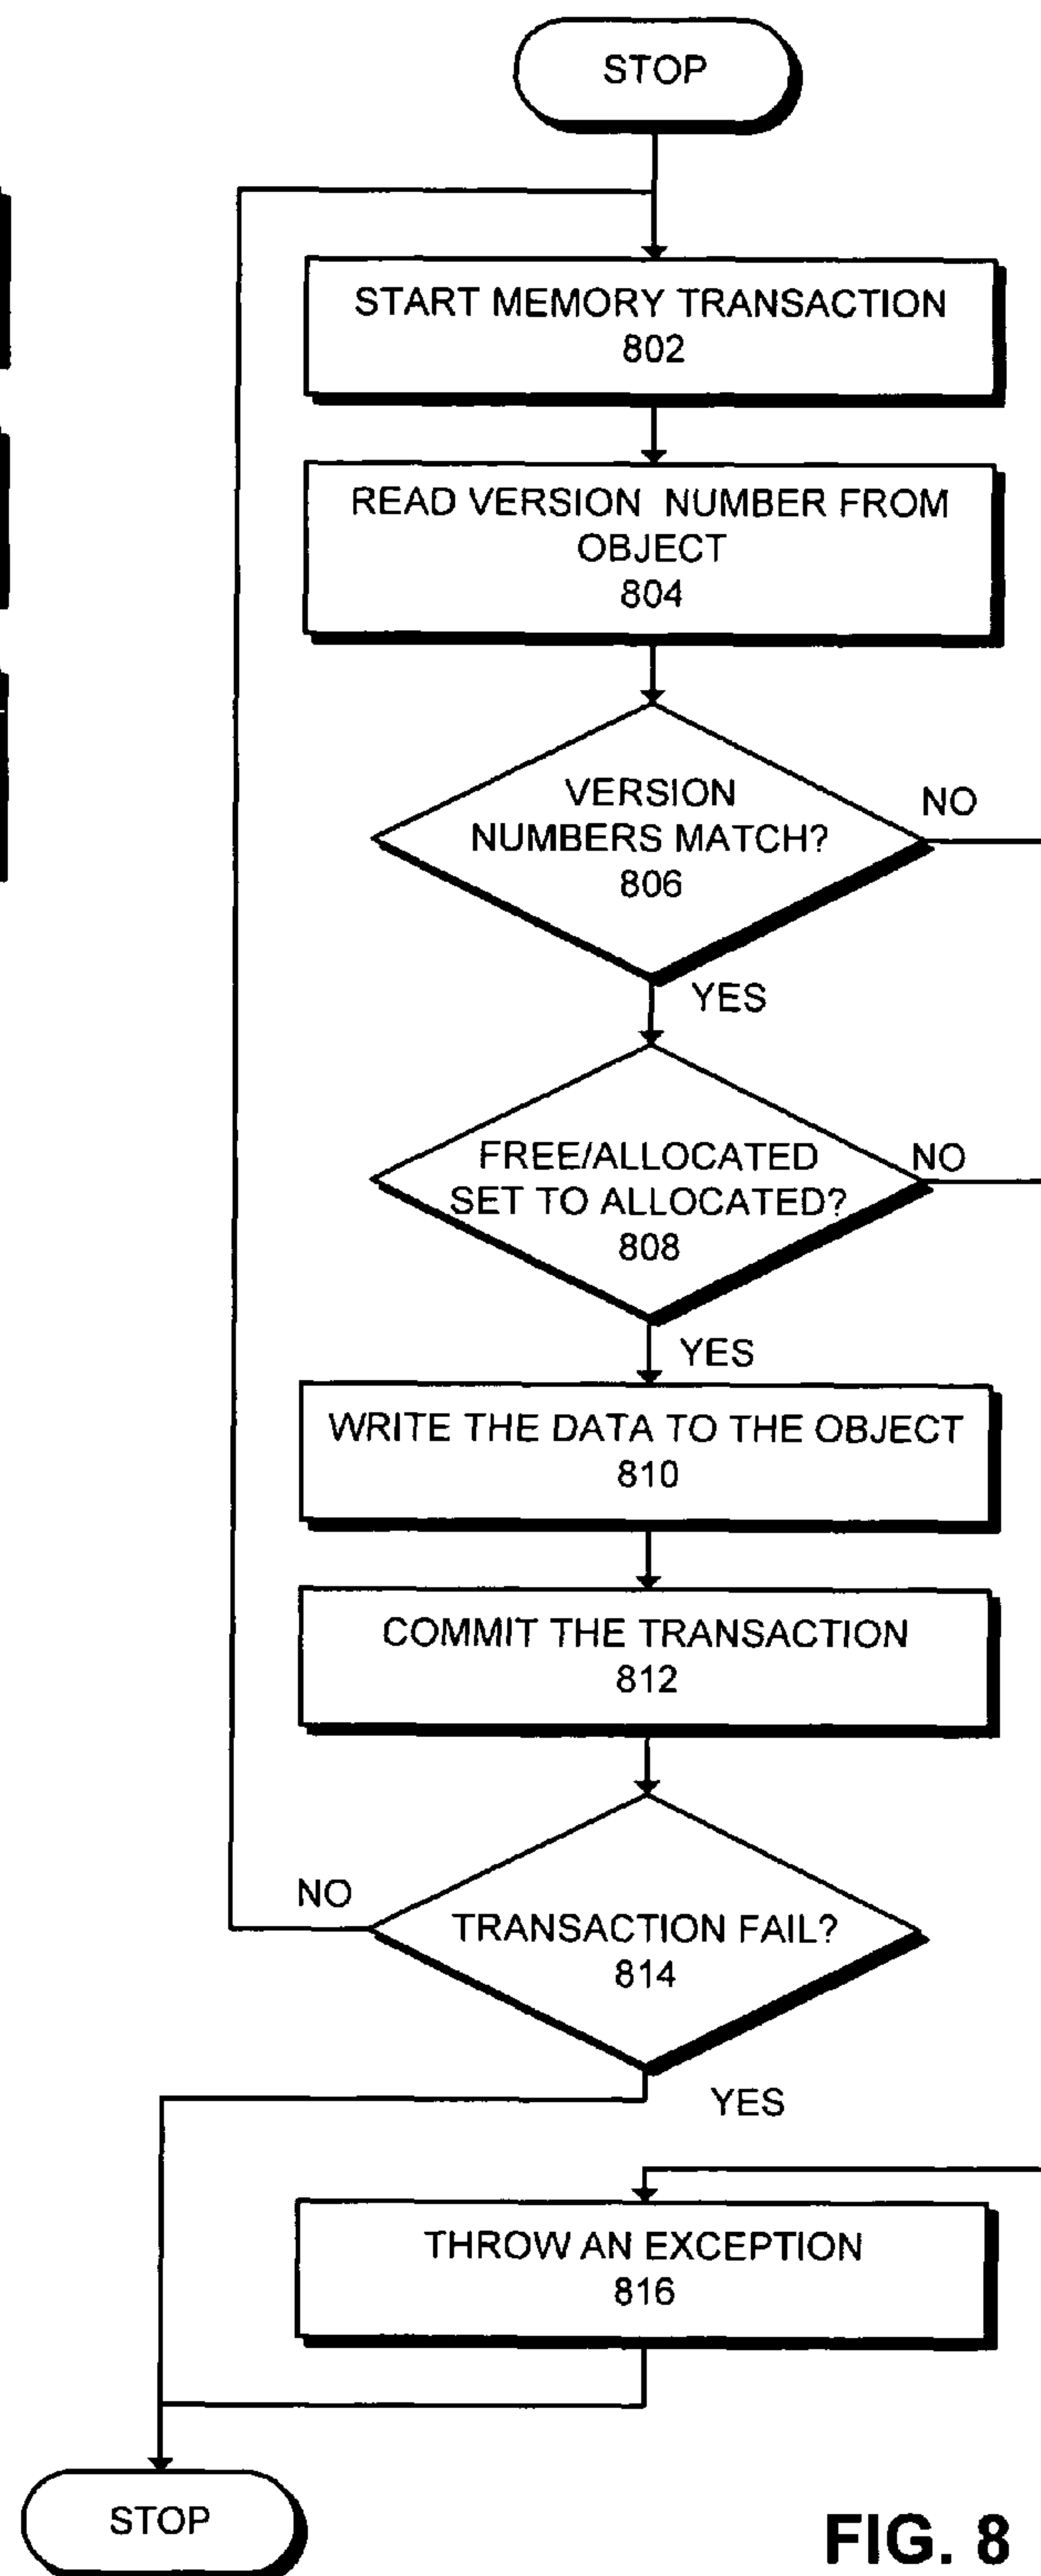 STOP
START MEMORY TRANSACTION
802
READ VERSION NUMBER FROM
OBJECT
804
VERSION
NUMBERS MATCH?
806
NO
YES
FREE/ALLOCATED
SET TO ALLOCATED?
808
NO
YES
WRITE THE DATA TO THE OBJECT
810
COMMIT THE TRANSACTION
812
NO
TRANSACTION FAIL?
814
YES
THROW AN EXCEPTION
816
STOP
FIG. 8